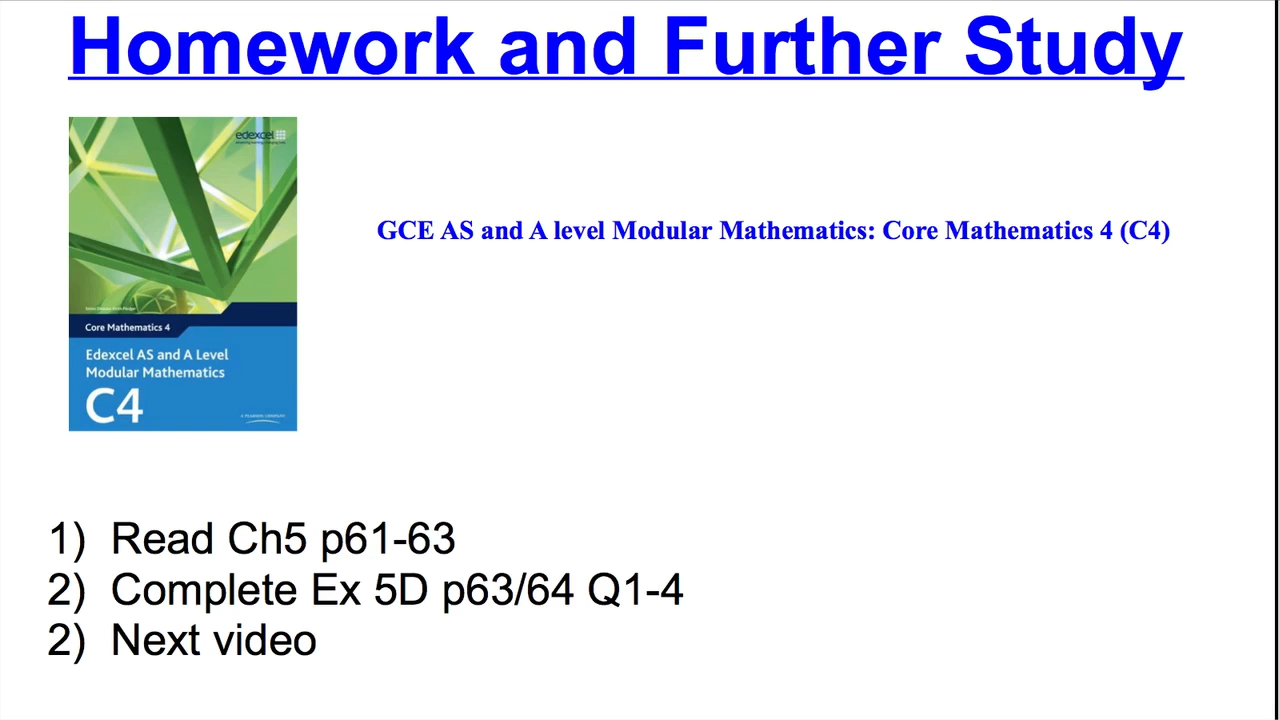 Homework and Further Study
edexcel
GCE AS and A level Modular Mathematics: Core Mathematics 4 (C4)
Core Mathematics 4
Edexcel AS and A Level
Modular Mathematics
C4
1) Read Ch5 p61-63
2) Complete Ex 5D p63/64 Q1-4
2) Next video